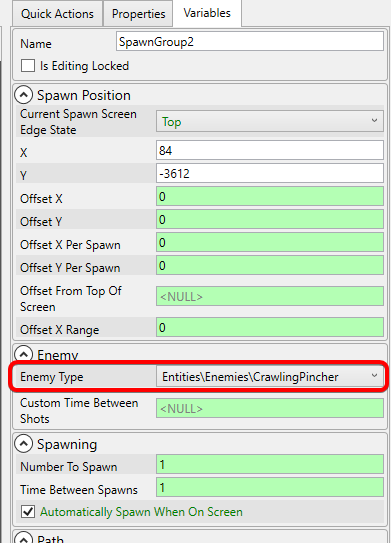 Quick Actions Properties Variables
Name SpawnGroup2
Is Editing Locked
Spawn Position
Current Spawn Screen
Edge State Top
X 84
Y -3612
Offset X 0
Offset Y 0
Offset X Per Spawn 0
Offset Y Per Spawn 0
Offset From Top Of
Screen <NULL>
Offset X Range 0
Enemy
Enemy Type Entities\Enemies\CrawlingPincher
Custom Time Between
Shots <NULL>
Spawning
Number To Spawn 1
Time Between Spawns 1
Automatically Spawn When On Screen
Path